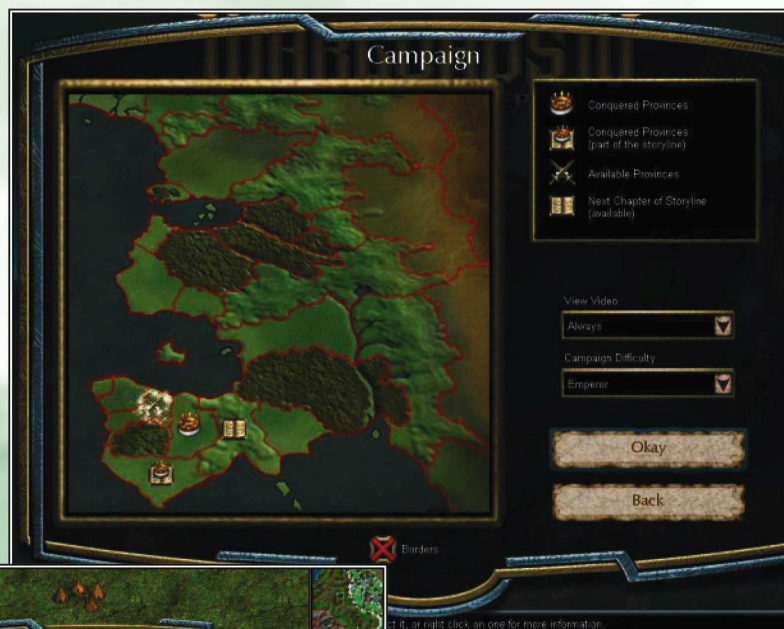 Campaign
Conquered Provinces
Conquered Provinces
(part of the storyline)
Available Provinces
Next Chapter of Storyline
(available)
View Video
Always
Campaign Difficulty
Emperor
Okay
Back
Borders
it, or right click on one for more information.